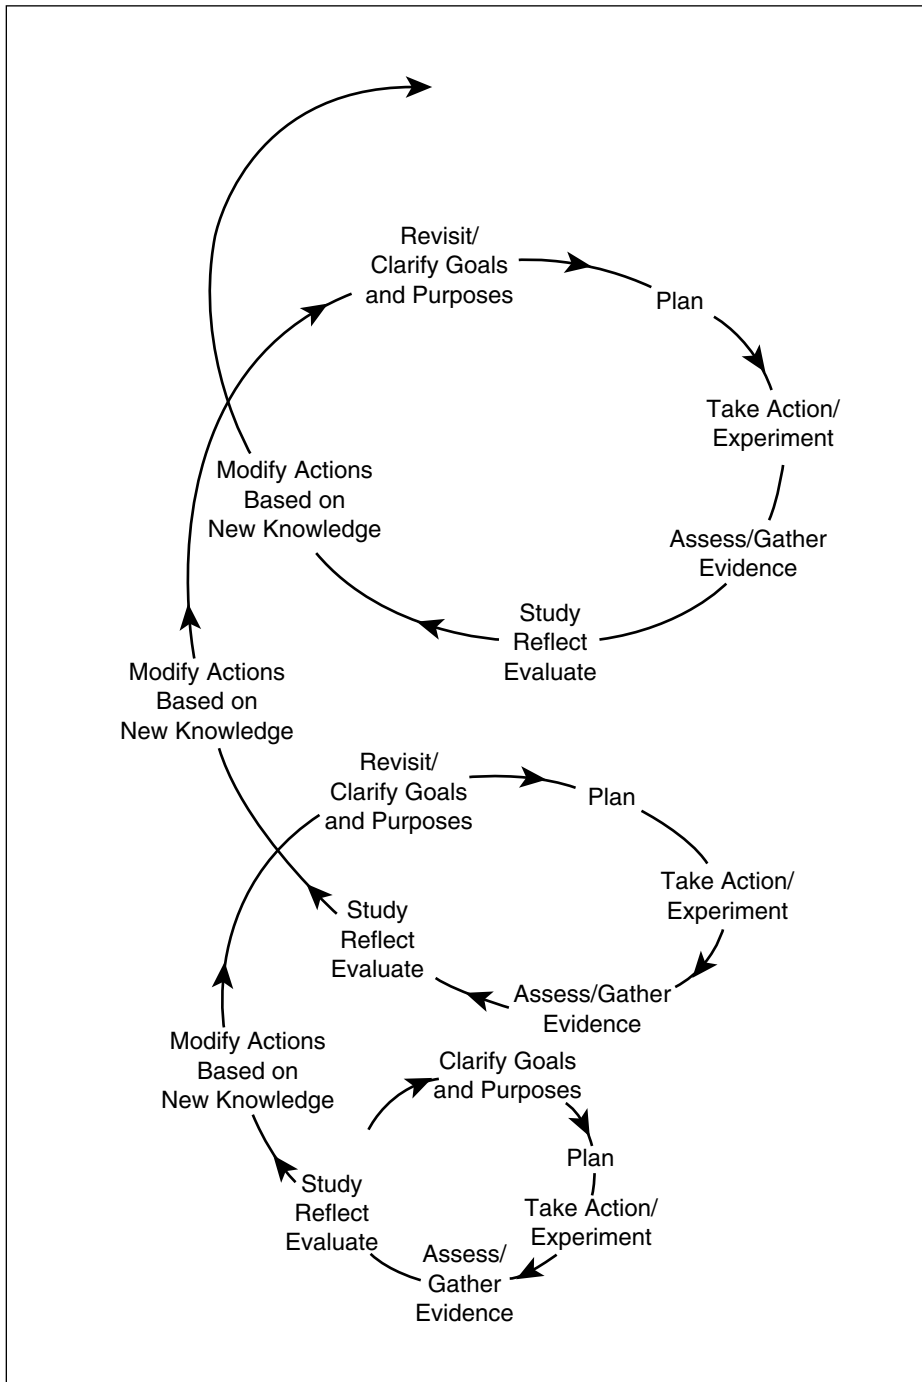 Revisit/
Clarify Goals
and Purposes
Plan
Take Action/
Experiment
Assess/Gather
Evidence
Study
Reflect
Evaluate
Modify Actions
Based on
New Knowledge
Modify Actions
Based on
New Knowledge
Revisit/
Clarify Goals
and Purposes
Plan
Take Action/
Experiment
Assess/Gather
Evidence
Study
Reflect
Evaluate
Modify Actions
Based on
New Knowledge
Clarify Goals
and Purposes
Plan
Take Action/
Experiment
Assess/
Gather
Evidence
Study
Reflect
Evaluate